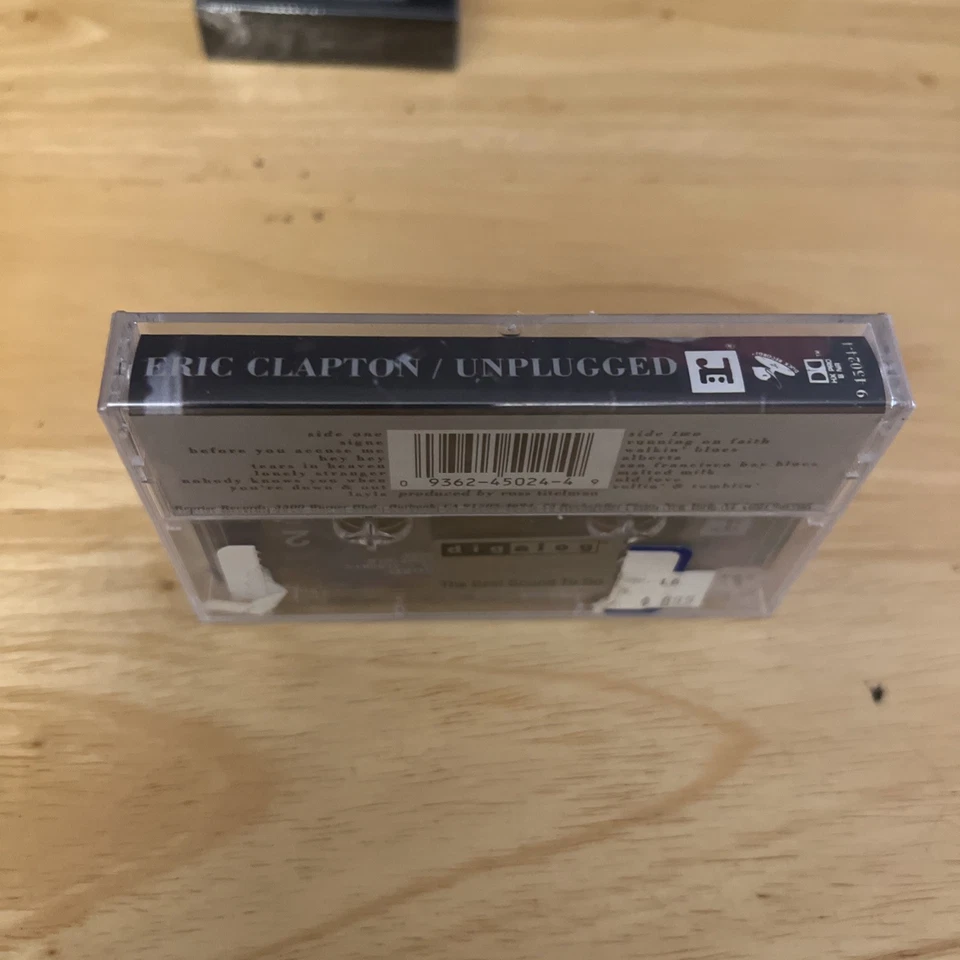 ERIC CLAPTON / UNPLUGGED
9 45024-4
side one
signe
before you accuse me
hey hey
tears in heaven
lonely stranger
nobody knows you when
you're down & out
layla
side two
running on faith
walkin' blues
alberta
san francisco bay blues
malted milk
old love
rollin' & tumblin'
0 9362-45024-4 9
produced by russ titelman
digalog
2